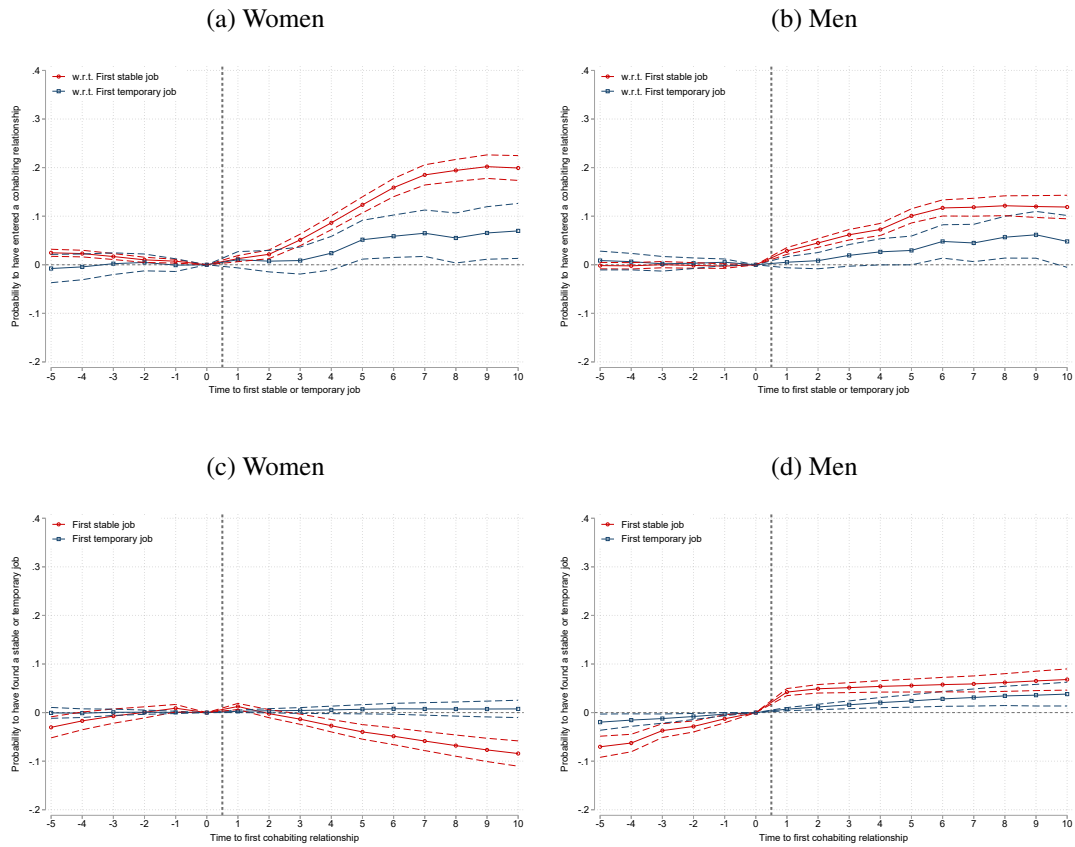 (a) Women
.4
.3
.2
.1
0
-.1
-.2
Probability to have entered a cohabiting relationship
w.r.t. First stable job
w.r.t. First temporary job
-5 -4 -3 -2 -1 0 1 2 3 4 5 6 7 8 9 10
Time to first stable or temporary job
(b) Men
.4
.3
.2
.1
0
-.1
-.2
Probability to have entered a cohabiting relationship
w.r.t. First stable job
w.r.t. First temporary job
-5 -4 -3 -2 -1 0 1 2 3 4 5 6 7 8 9 10
Time to first stable or temporary job
(c) Women
.4
.3
.2
.1
0
-.1
-.2
Probability to have found a stable or temporary job
First stable job
First temporary job
-5 -4 -3 -2 -1 0 1 2 3 4 5 6 7 8 9 10
Time to first cohabiting relationship
(d) Men
.4
.3
.2
.1
0
-.1
-.2
Probability to have found a stable or temporary job
First stable job
First temporary job
-5 -4 -3 -2 -1 0 1 2 3 4 5 6 7 8 9 10
Time to first cohabiting relationship